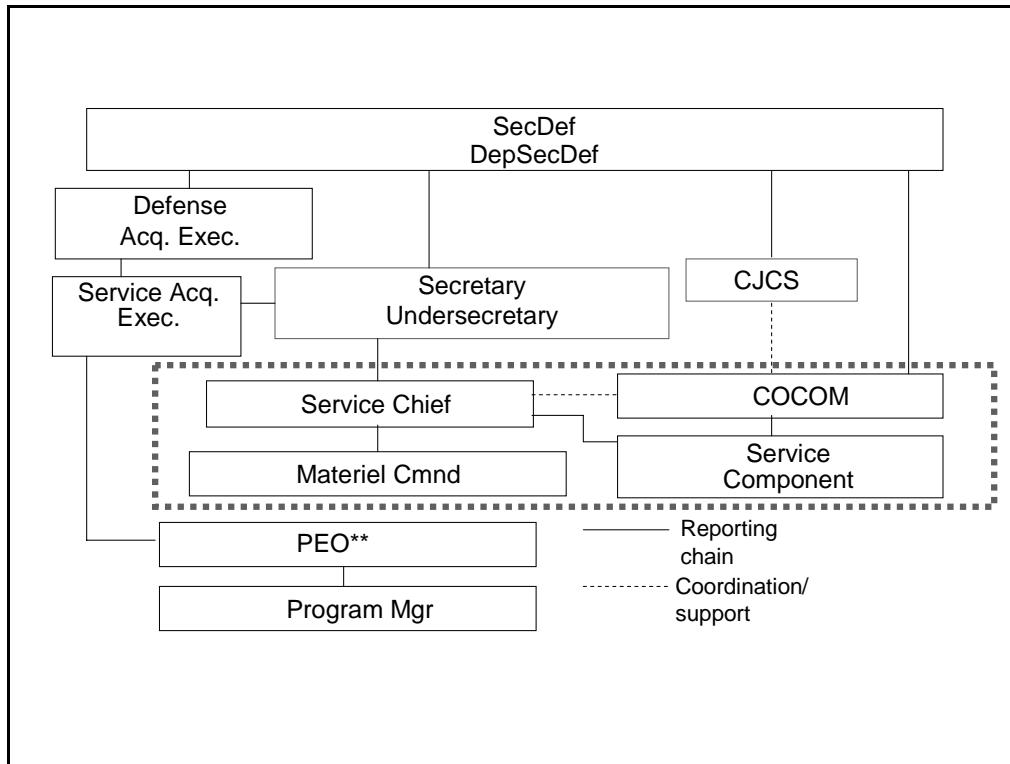 SecDef
DepSecDef
Defense
Acq. Exec.
Service Acq.
Exec.
Secretary
Undersecretary
CJCS
Service Chief
COCOM
Materiel Cmnd
Service
Component
PEO**
Program Mgr
Reporting
chain
Coordination/
support